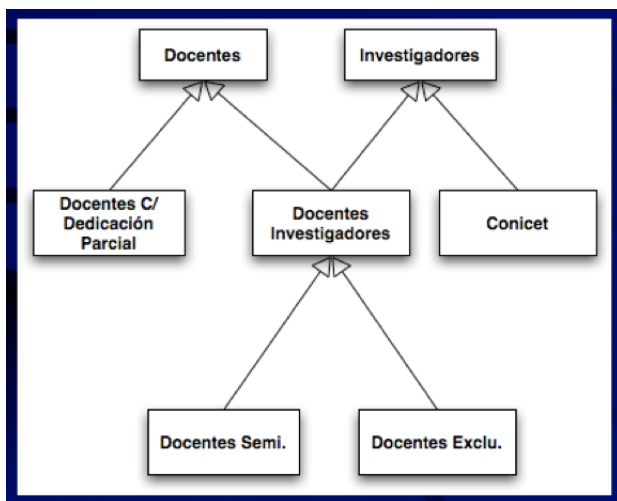 Docentes
Investigadores
Docentes C/
Dedicación
Parcial
Docentes
Investigadores
Conicet
Docentes Semi.
Docentes Exclu.